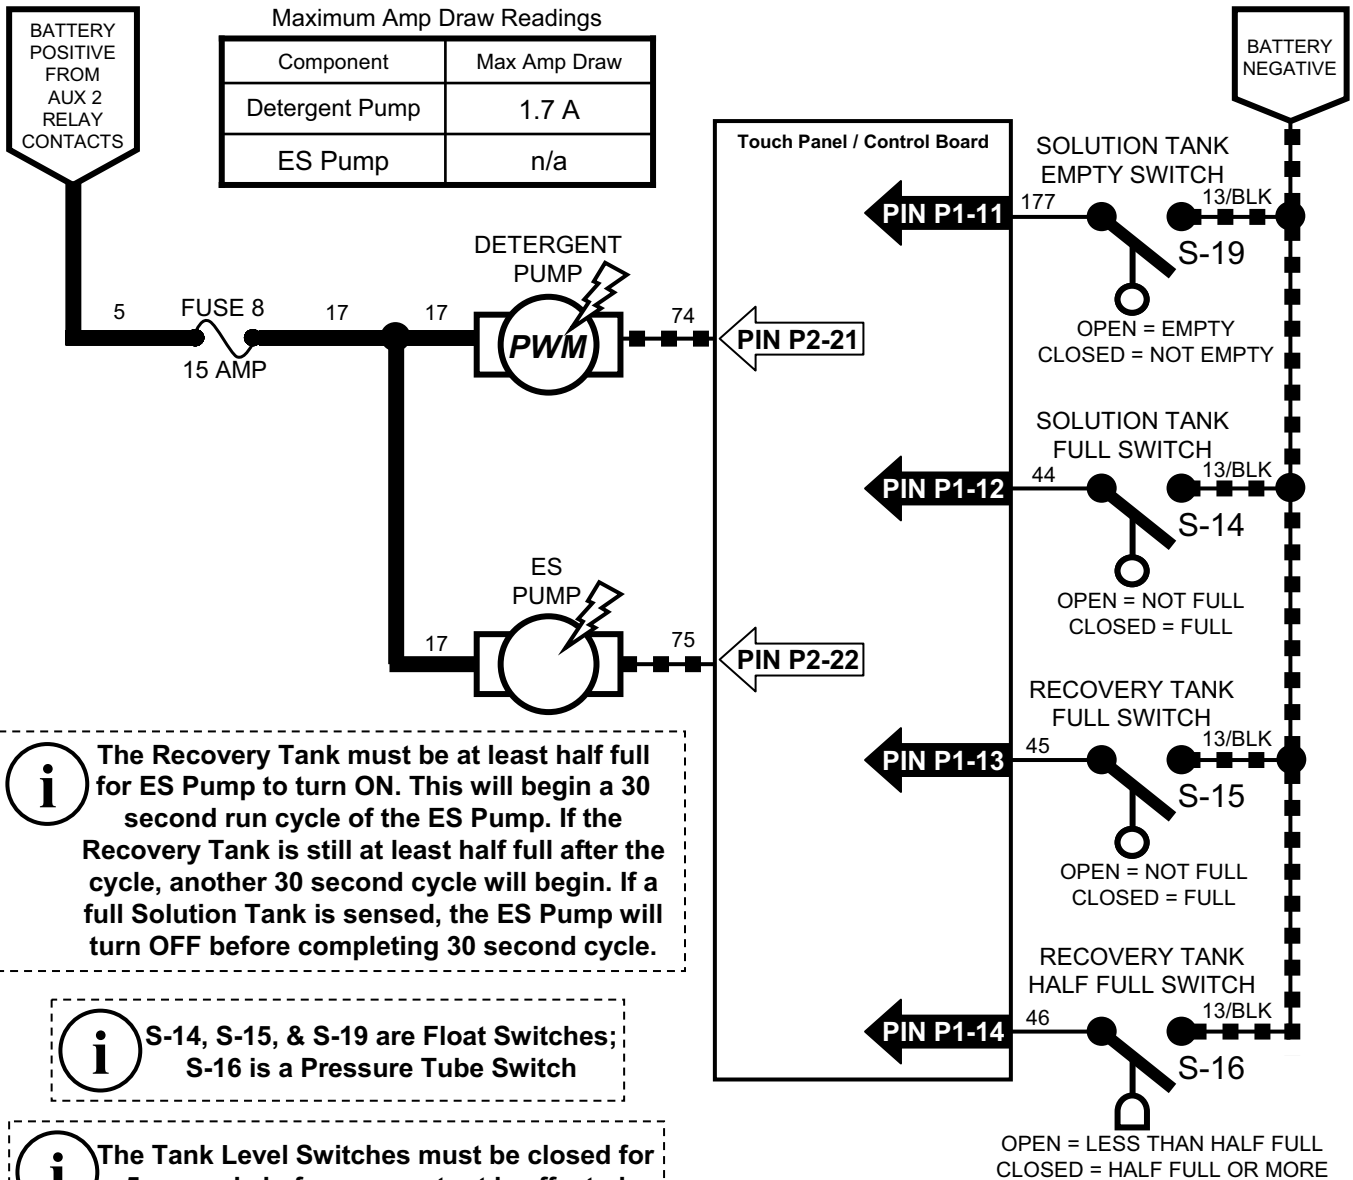 BATTERY
POSITIVE
FROM
AUX 2
RELAY
CONTACTS
Maximum Amp Draw Readings
Component Max Amp Draw
Detergent Pump 1.7 A
ES Pump n/a
BATTERY
NEGATIVE
Touch Panel / Control Board
SOLUTION TANK
EMPTY SWITCH
PIN P1-11
177
13/BLK
S-19
OPEN = EMPTY
CLOSED = NOT EMPTY
DETERGENT
PUMP
5
FUSE 8
15 AMP
17
17
PWM
74
PIN P2-21
SOLUTION TANK
FULL SWITCH
PIN P1-12
44
13/BLK
S-14
OPEN = NOT FULL
CLOSED = FULL
ES
PUMP
17
75
PIN P2-22
RECOVERY TANK
FULL SWITCH
PIN P1-13
45
13/BLK
S-15
OPEN = NOT FULL
CLOSED = FULL
RECOVERY TANK
HALF FULL SWITCH
PIN P1-14
46
13/BLK
S-16
OPEN = LESS THAN HALF FULL
CLOSED = HALF FULL OR MORE
i
The Recovery Tank must be at least half full
for ES Pump to turn ON. This will begin a 30
second run cycle of the ES Pump. If the
Recovery Tank is still at least half full after the
cycle, another 30 second cycle will begin. If a
full Solution Tank is sensed, the ES Pump will
turn OFF before completing 30 second cycle.
i
S-14, S-15, & S-19 are Float Switches;
S-16 is a Pressure Tube Switch
i
The Tank Level Switches must be closed for